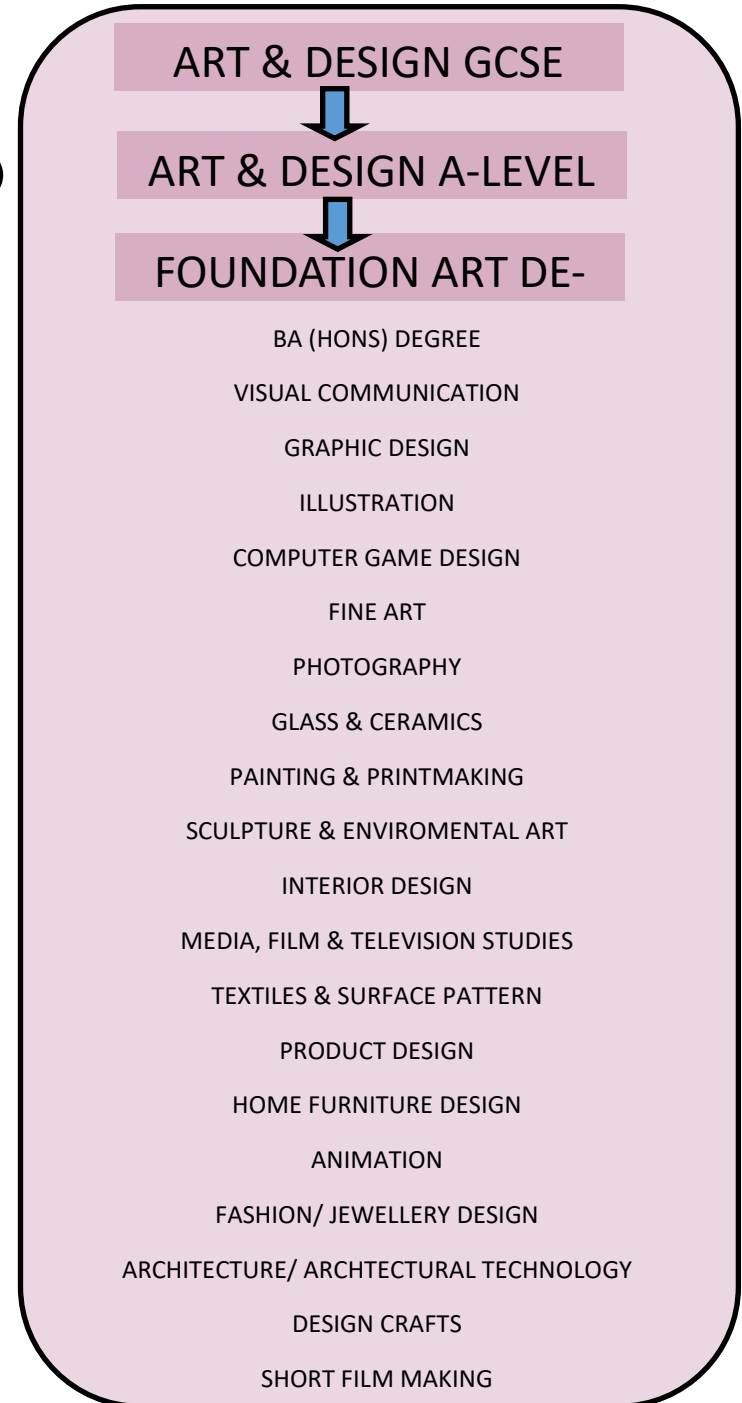 ART & DESIGN GCSE
ART & DESIGN A-LEVEL
FOUNDATION ART DE-
BA (HONS) DEGREE
VISUAL COMMUNICATION
GRAPHIC DESIGN
ILLUSTRATION
COMPUTER GAME DESIGN
FINE ART
PHOTOGRAPHY
GLASS & CERAMICS
PAINTING & PRINTMAKING
SCULPTURE & ENVIROMENTAL ART
INTERIOR DESIGN
MEDIA, FILM & TELEVISION STUDIES
TEXTILES & SURFACE PATTERN
PRODUCT DESIGN
HOME FURNITURE DESIGN
ANIMATION
FASHION/ JEWELLERY DESIGN
ARCHITECTURE/ ARCHTECTURAL TECHNOLOGY
DESIGN CRAFTS
SHORT FILM MAKING